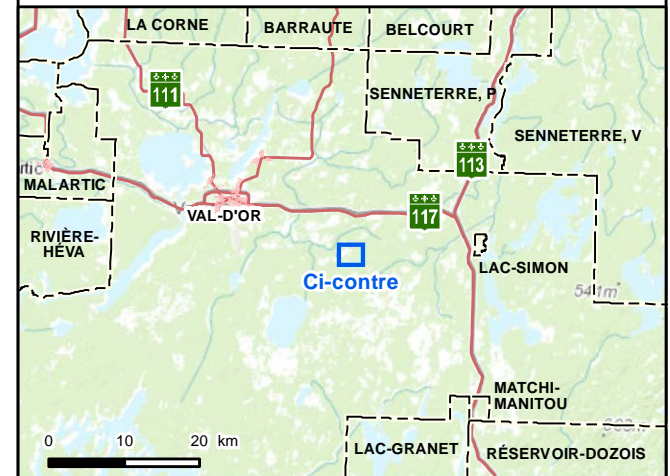 LA CORNE
BARRAUTE
BELCOURT
111
SENNETERRE, P
SENNETERRE, V
113
MALARTIC
VAL-D'OR
117
RIVIÈRE-
HÉVA
LAC-SIMON
Ci-contre
541m
MATCHI-
MANITOU
0 10 20 km
LAC-GRANET
RÉSERVOIR-DOZOIS